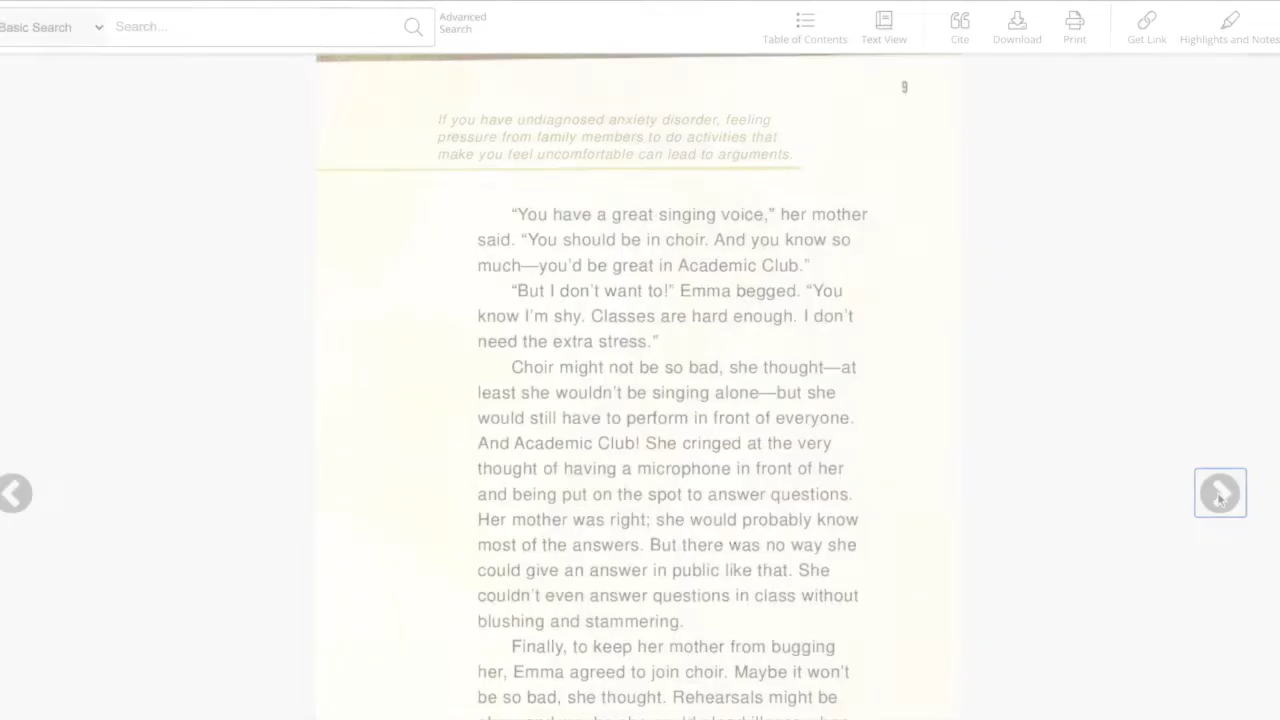 Basic Search
Search...
Advanced
Search
Table of Contents
Text View
Cite
Download
Print
Get Link
Highlights and Notes
9
If you have undiagnosed anxiety disorder, feeling
pressure from family members to do activities that
make you feel uncomfortable can lead to arguments.
“You have a great singing voice,” her mother
said. “You should be in choir. And you know so
much—you’d be great in Academic Club.”
“But I don’t want to!” Emma begged. “You
know I’m shy. Classes are hard enough. I don’t
need the extra stress.”
Choir might not be so bad, she thought—at
least she wouldn’t be singing alone—but she
would still have to perform in front of everyone.
And Academic Club! She cringed at the very
thought of having a microphone in front of her
and being put on the spot to answer questions.
Her mother was right; she would probably know
most of the answers. But there was no way she
could give an answer in public like that. She
couldn’t even answer questions in class without
blushing and stammering.
Finally, to keep her mother from bugging
her, Emma agreed to join choir. Maybe it won’t
be so bad, she thought. Rehearsals might be